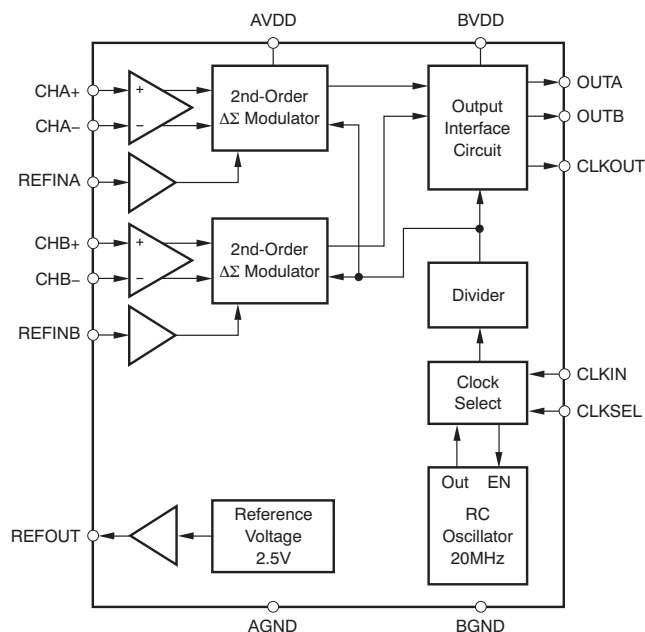 AVDD
BVDD
CHA+
CHA–
REFINA
CHB+
CHB–
REFINB
REFOUT
+
–
+
–
2nd-Order
ΔΣ Modulator
2nd-Order
ΔΣ Modulator
Output
Interface
Circuit
OUTA
OUTB
CLKOUT
Divider
Clock
Select
CLKIN
CLKSEL
Out EN
RC
Oscillator
20MHz
Reference
Voltage
2.5V
AGND
BGND